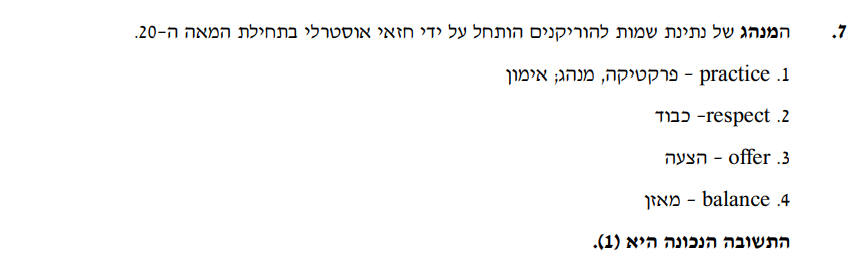 7. המנהג של נתינת שמות להוריקנים הותחל על ידי חזאי אוסטרלי בתחילת המאה ה-20.
1. practice - פרקטיקה, מנהג; אימון
2. respect- כבוד
3. offer - הצעה
4. balance - מאזן
התשובה הנכונה היא (1).